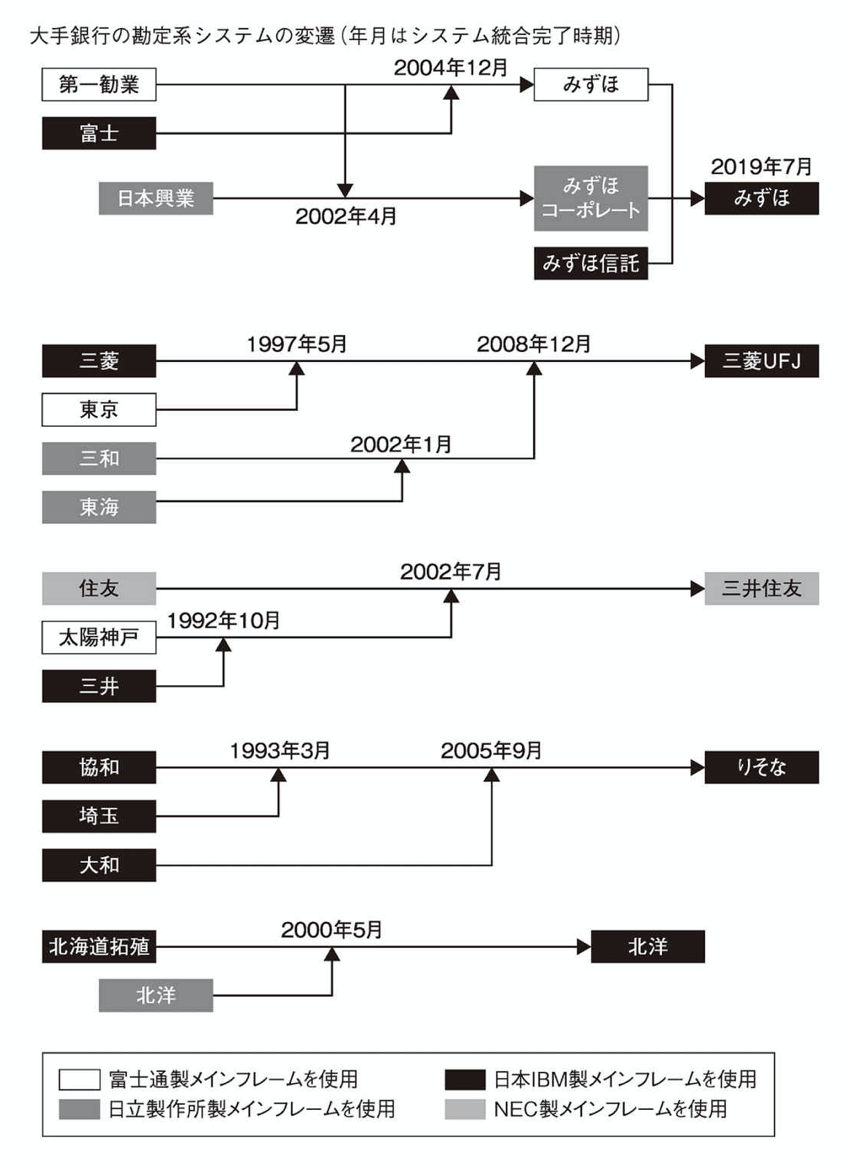 大手銀行の勘定系システムの変遷（年月はシステム統合完了時期）
第一勧業
2004年12月
みずほ
富士
2019年7月
日本興業
2002年4月
みずほ
コーポレート
みずほ
みずほ信託
三菱
1997年5月
2008年12月
三菱UFJ
東京
三和
2002年1月
東海
住友
2002年7月
三井住友
太陽神戸
1992年10月
三井
協和
1993年3月
2005年9月
りそな
埼玉
大和
北海道拓殖
2000年5月
北洋
北洋
富士通製メインフレームを使用
日本IBM製メインフレームを使用
日立製作所製メインフレームを使用
NEC製メインフレームを使用